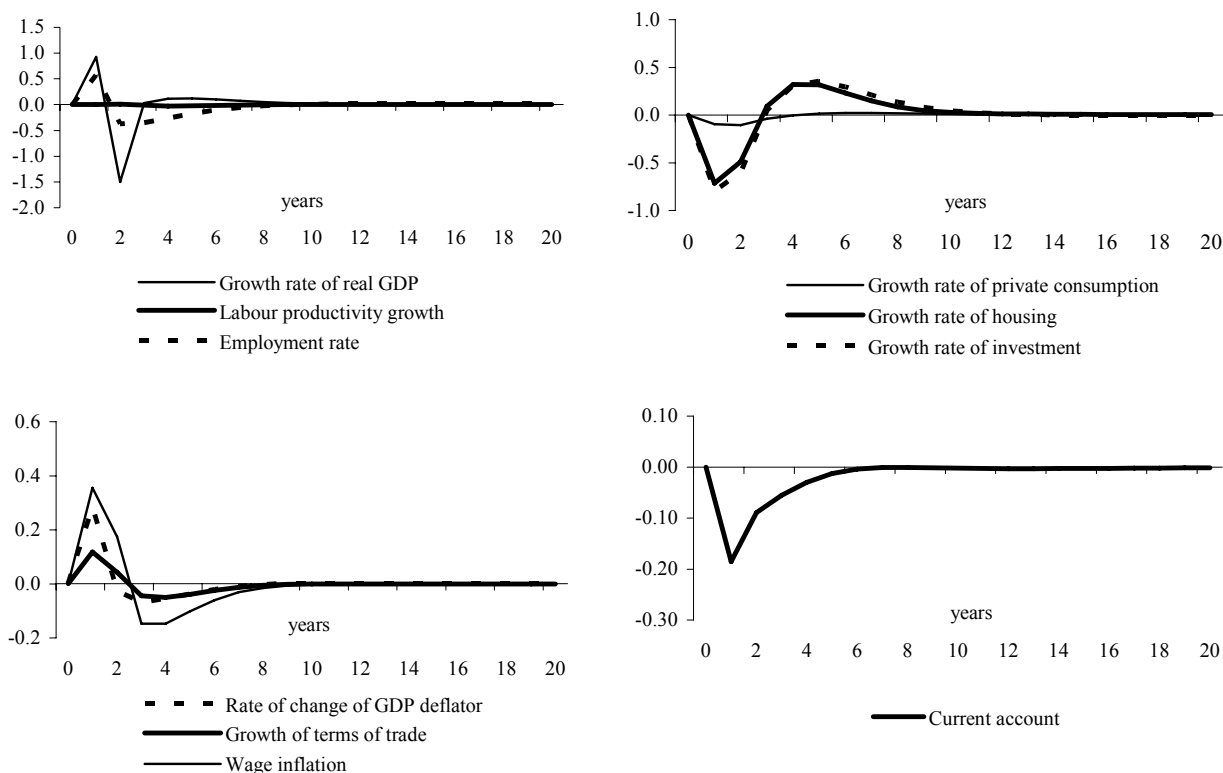 1.5
1.0
0.5
0.0
-0.5
-1.0
-1.5
-2.0
years
0 2 4 6 8 10 12 14 16 18 20
Growth rate of real GDP
Labour productivity growth
Employment rate
1.0
0.5
0.0
-0.5
-1.0
years
0 2 4 6 8 10 12 14 16 18 20
Growth rate of private consumption
Growth rate of housing
Growth rate of investment
0.6
0.4
0.2
0.0
-0.2
years
0 2 4 6 8 10 12 14 16 18 20
Rate of change of GDP deflator
Growth of terms of trade
Wage inflation
0.10
0.00
-0.10
-0.20
-0.30
years
0 2 4 6 8 10 12 14 16 18 20
Current account